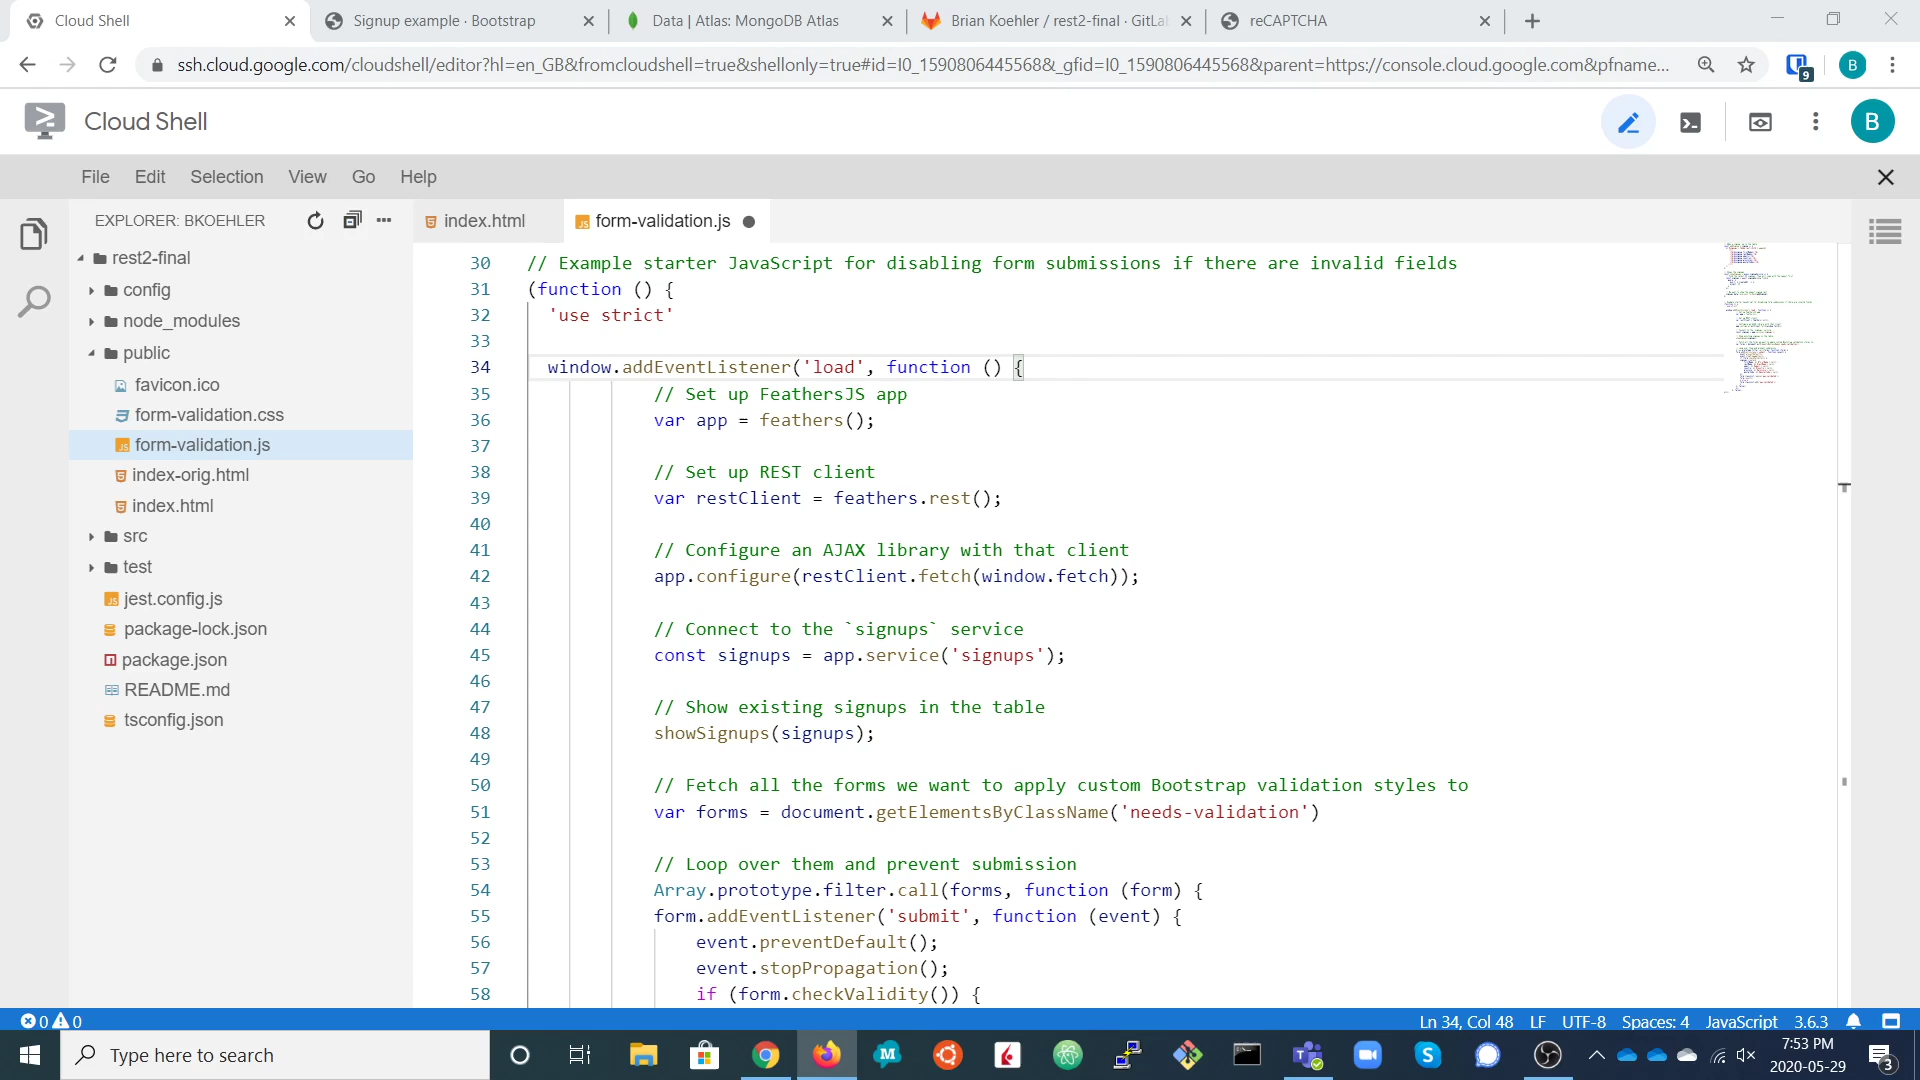 Cloud Shell
Signup example · Bootstrap
Data | Atlas: MongoDB Atlas
Brian Koehler / rest2-final · GitLa
reCAPTCHA
ssh.cloud.google.com/cloudshell/editor?hl=en_GB&fromcloudshell=true&shellonly=true#id=I0_1590806445568&_gfid=I0_1590806445568&parent=https://console.cloud.google.com&pfname...
9
B
Cloud Shell
B
File Edit Selection View Go Help
EXPLORER: BKOEHLER
index.html
form-validation.js
rest2-final
config
node_modules
public
favicon.ico
form-validation.css
form-validation.js
index-orig.html
index.html
src
test
jest.config.js
package-lock.json
package.json
README.md
tsconfig.json
30 // Example starter JavaScript for disabling form submissions if there are invalid fields
31 (function () {
32 'use strict'
33
34 window.addEventListener('load', function () {
35 // Set up FeathersJS app
36 var app = feathers();
37
38 // Set up REST client
39 var restClient = feathers.rest();
40
41 // Configure an AJAX library with that client
42 app.configure(restClient.fetch(window.fetch));
43
44 // Connect to the `signups` service
45 const signups = app.service('signups');
46
47 // Show existing signups in the table
48 showSignups(signups);
49
50 // Fetch all the forms we want to apply custom Bootstrap validation styles to
51 var forms = document.getElementsByClassName('needs-validation')
52
53 // Loop over them and prevent submission
54 Array.prototype.filter.call(forms, function (form) {
55 form.addEventListener('submit', function (event) {
56 event.preventDefault();
57 event.stopPropagation();
58 if (form.checkValidity()) {
0 0
Ln 34, Col 48 LF UTF-8 Spaces: 4 JavaScript 3.6.3
Type here to search
7:53 PM
2020-05-29
3